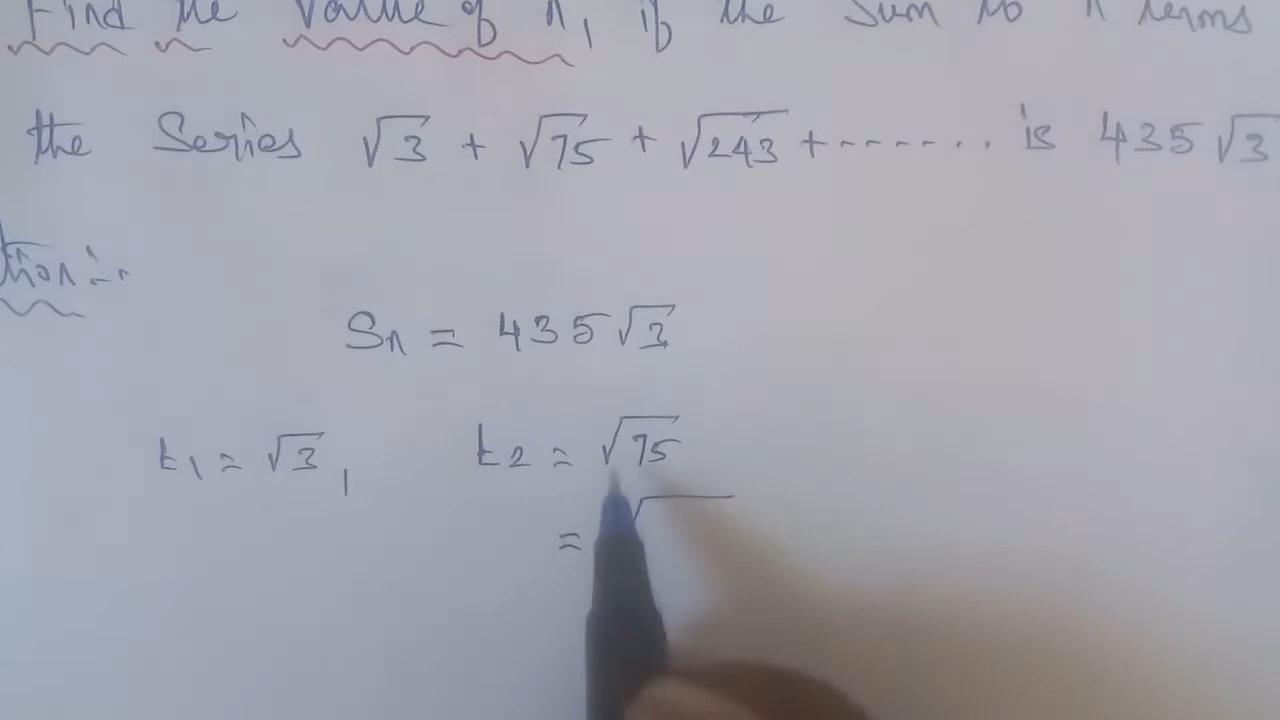 Find the value of n, if the sum to n terms
the Series √3 + √75 + √243 +....... is 435√3
tion :-
Sn = 435√3
t1 = √3, t2 = √75
= √